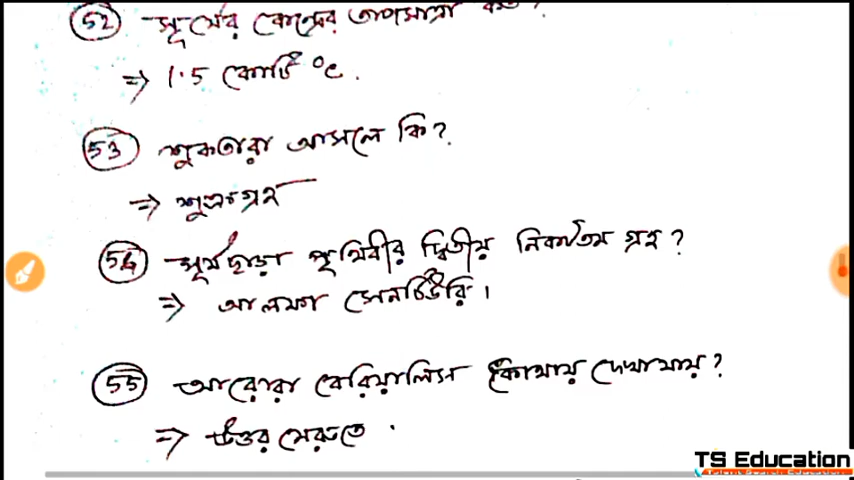 52 সূর্যের কেন্দ্রের তাপমাত্রা কত?
⇒ 1.5 কোটি °c.
53 শুকতারা আসলে কি?
⇒ শুক্রগ্রহ
54 সূর্য ছাড়া পৃথিবীর দ্বিতীয় নিকটতম গ্রহ?
⇒ আলফা সেনটিউরি।
55 আরোরা বেরিয়ালিস কোথায় দেখা যায়?
⇒ উত্তর মেরুতে .
TS Education